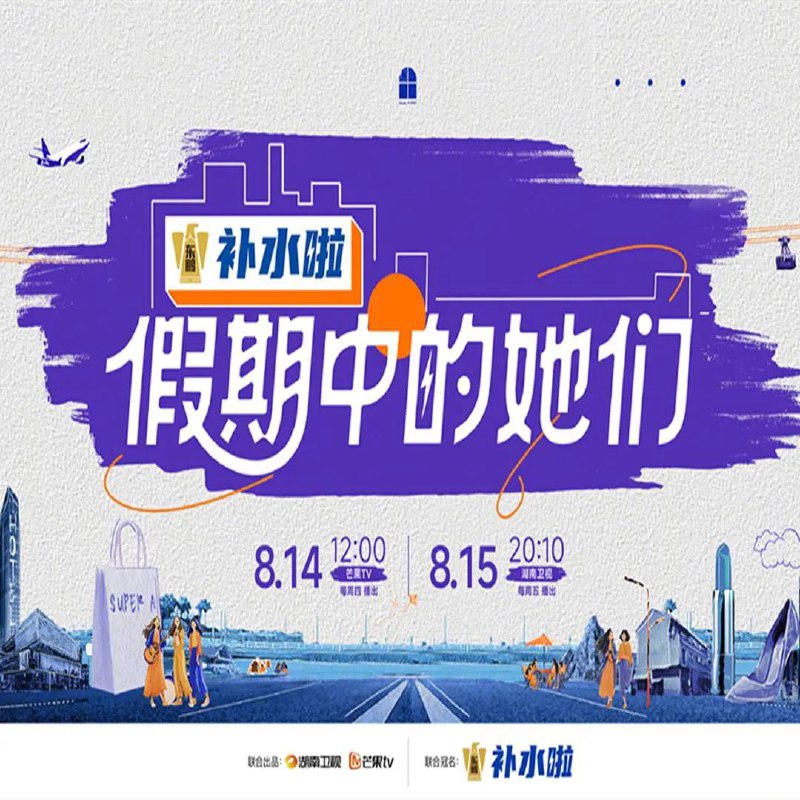 东鹏 补水啦
假期中的她们
8.14 12:00 芒果TV 每周四 播出
8.15 20:10 湖南卫视 每周五 播出
SUPER A
联合出品: 湖南卫视 芒果tv 联合冠名: 东鹏 补水啦